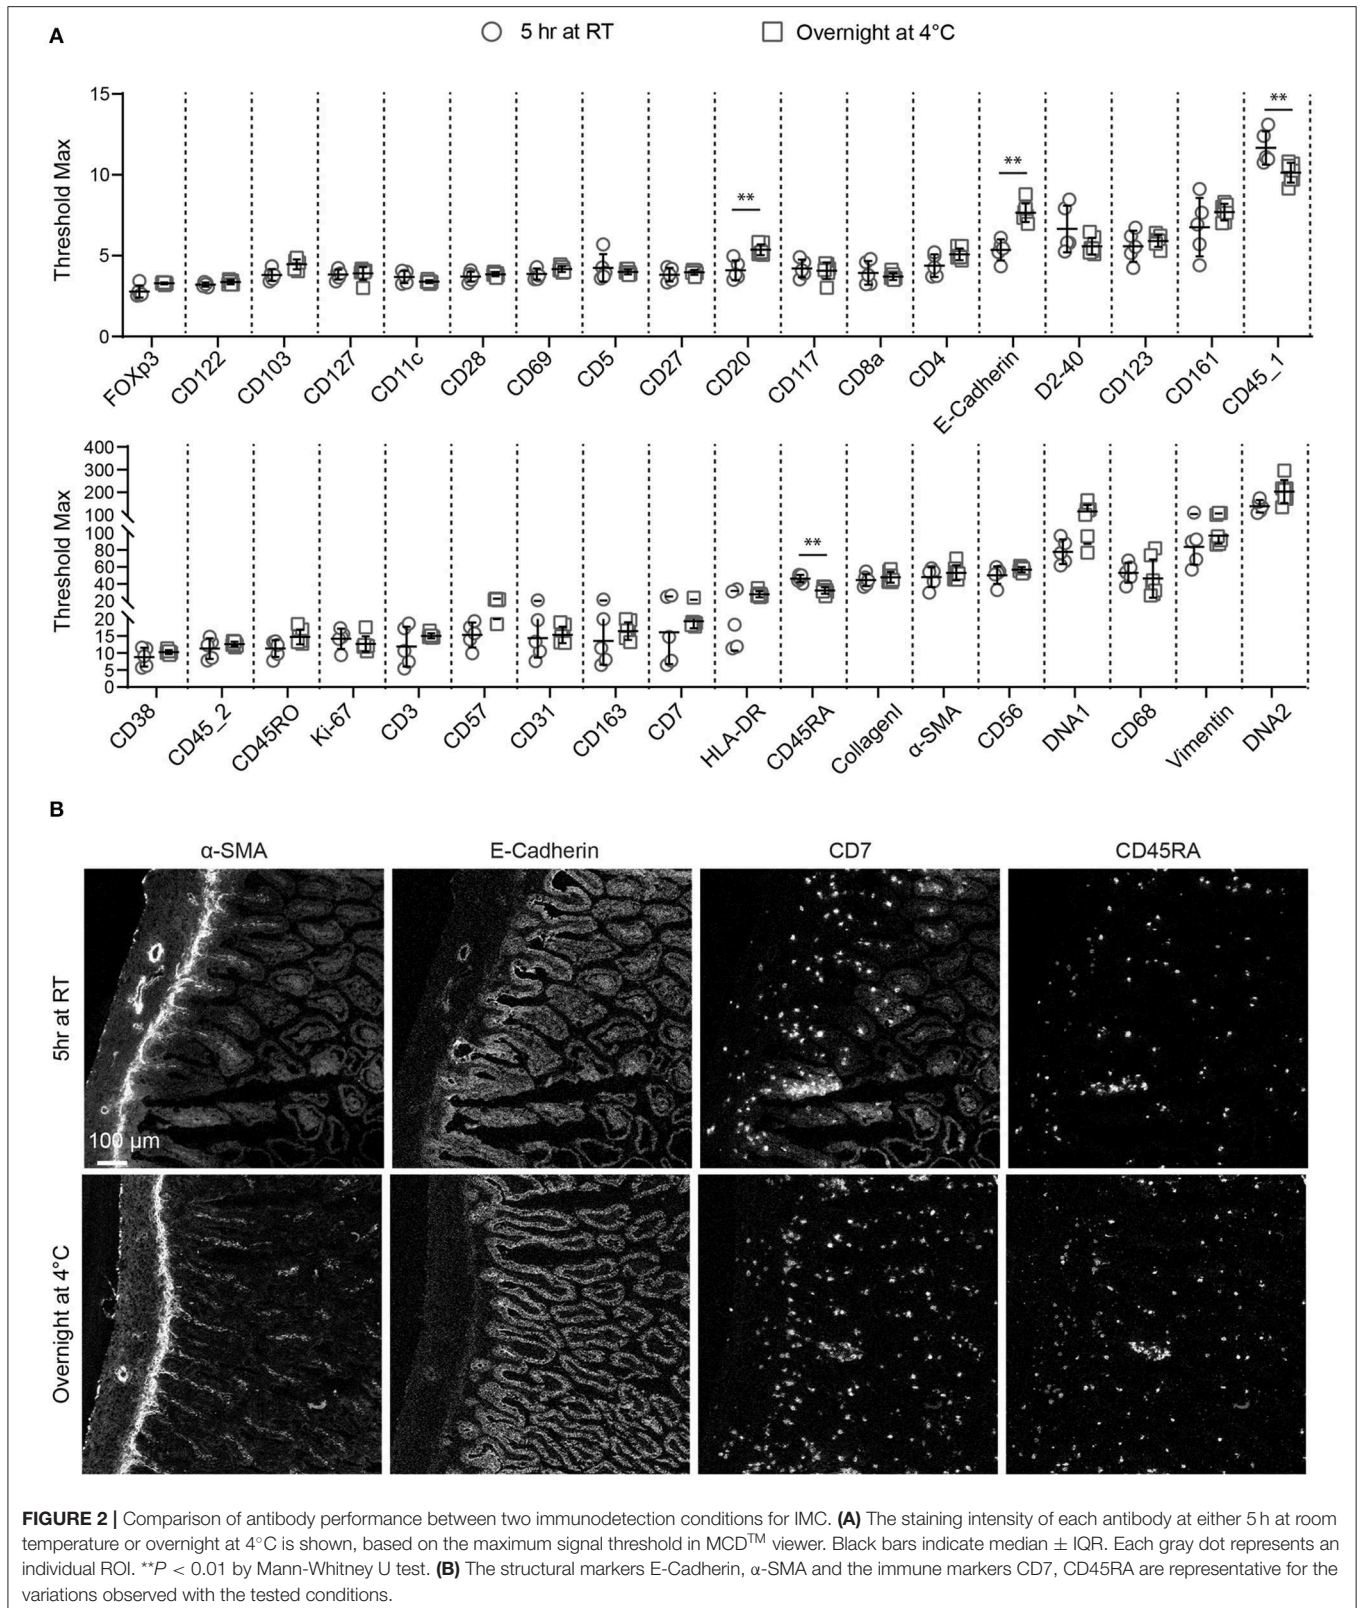 A
5 hr at RT
Overnight at 4°C
Threshold Max
15
10
5
0
**
**
**
FOXp3
CD122
CD103
CD127
CD11c
CD28
CD69
CD5
CD27
CD20
CD117
CD8a
CD4
E-Cadherin
D2-40
CD123
CD161
CD45_1
Threshold Max
400
300
200
100
100
80
60
40
20
20
15
10
5
0
**
CD38
CD45_2
CD45RO
Ki-67
CD3
CD57
CD31
CD163
CD7
HLA-DR
CD45RA
CollagenI
α-SMA
CD56
DNA1
CD68
Vimentin
DNA2
B
α-SMA
E-Cadherin
CD7
CD45RA
5hr at RT
100 µm
Overnight at 4°C
FIGURE 2 | Comparison of antibody performance between two immunodetection conditions for IMC. (A) The staining intensity of each antibody at either 5 h at room
temperature or overnight at 4°C is shown, based on the maximum signal threshold in MCD™ viewer. Black bars indicate median ± IQR. Each gray dot represents an
individual ROI. **P < 0.01 by Mann-Whitney U test. (B) The structural markers E-Cadherin, α-SMA and the immune markers CD7, CD45RA are representative for the
variations observed with the tested conditions.